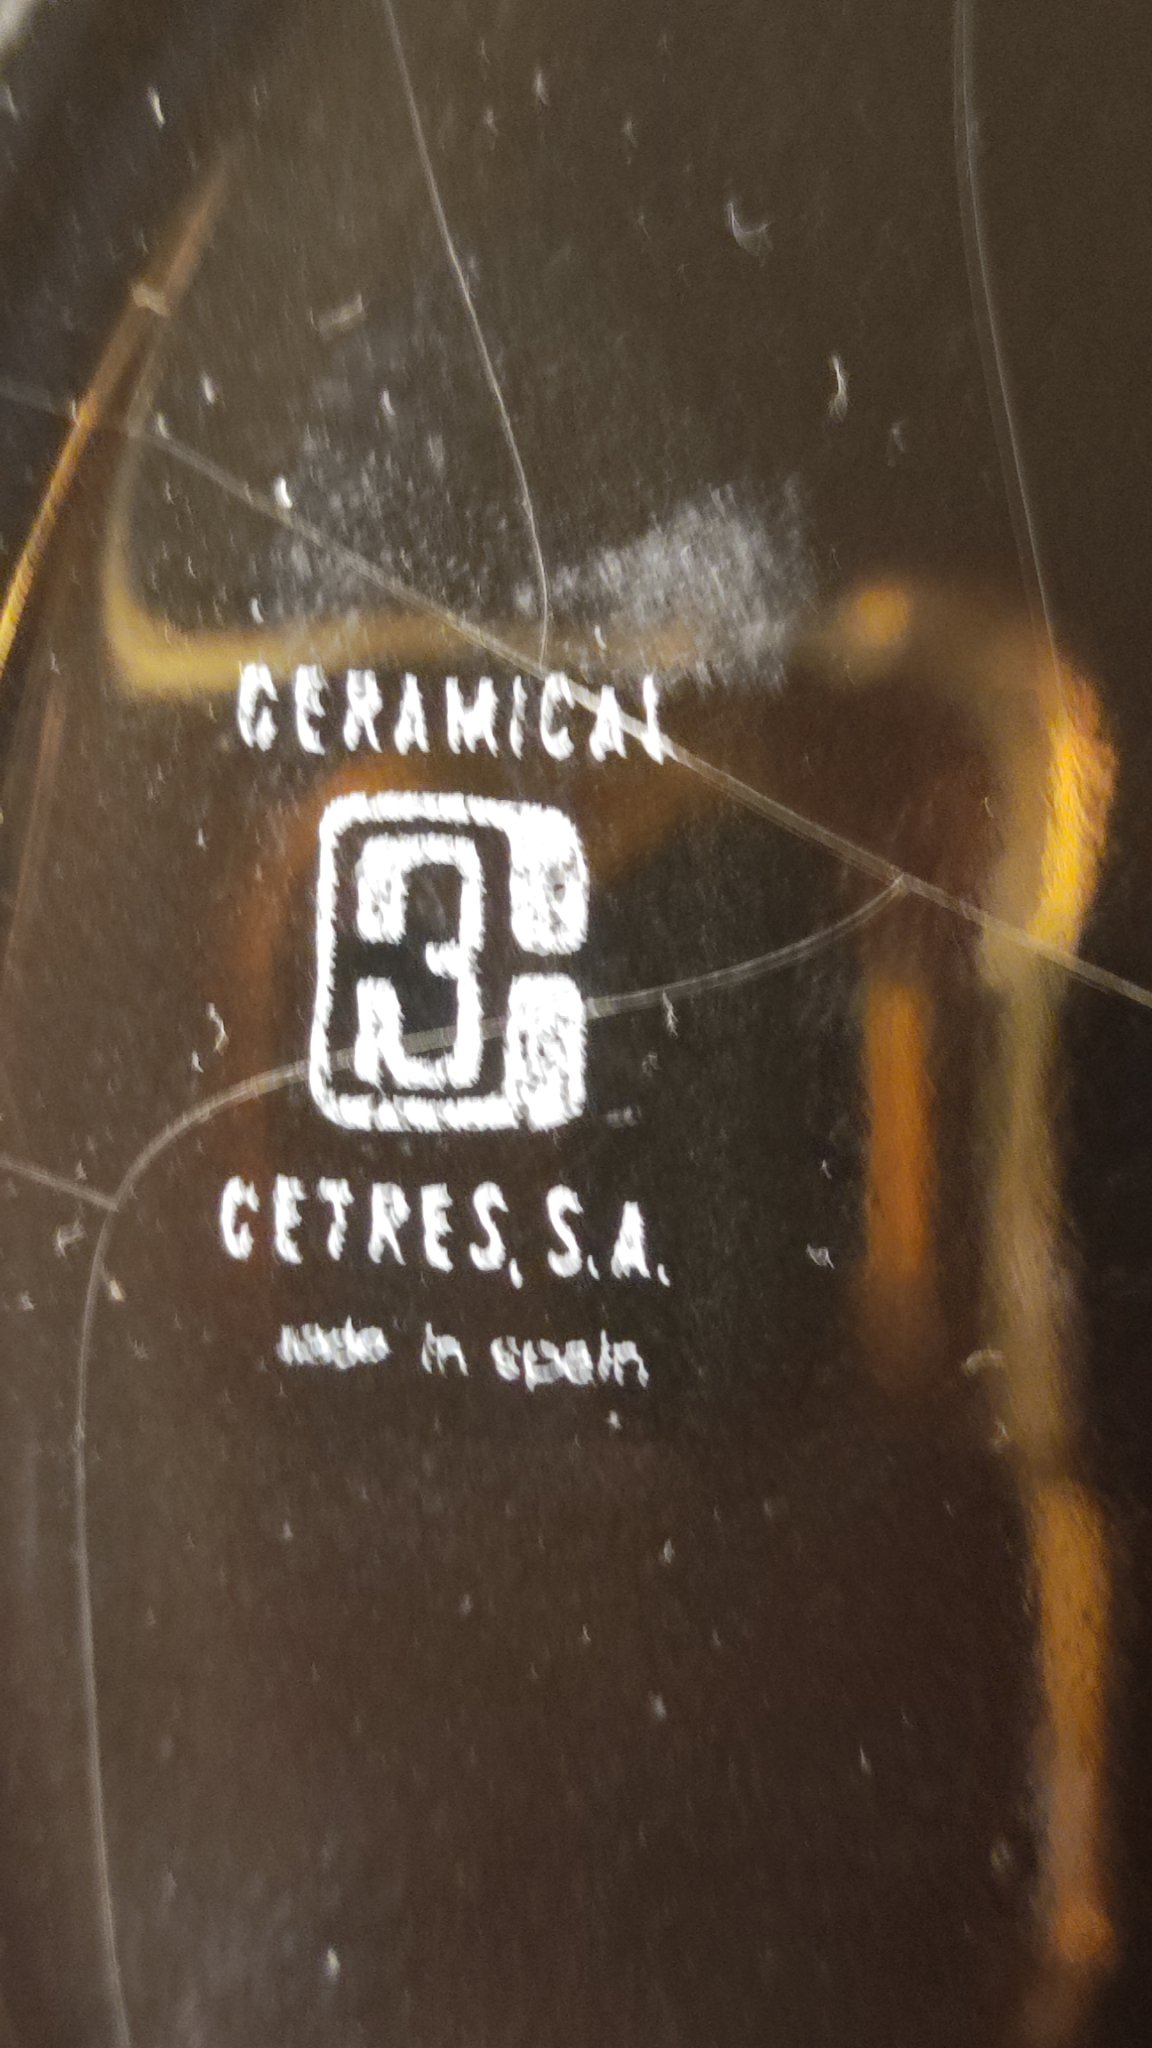 CERAMICAL
C3
CETRES, S.A.
made in spain